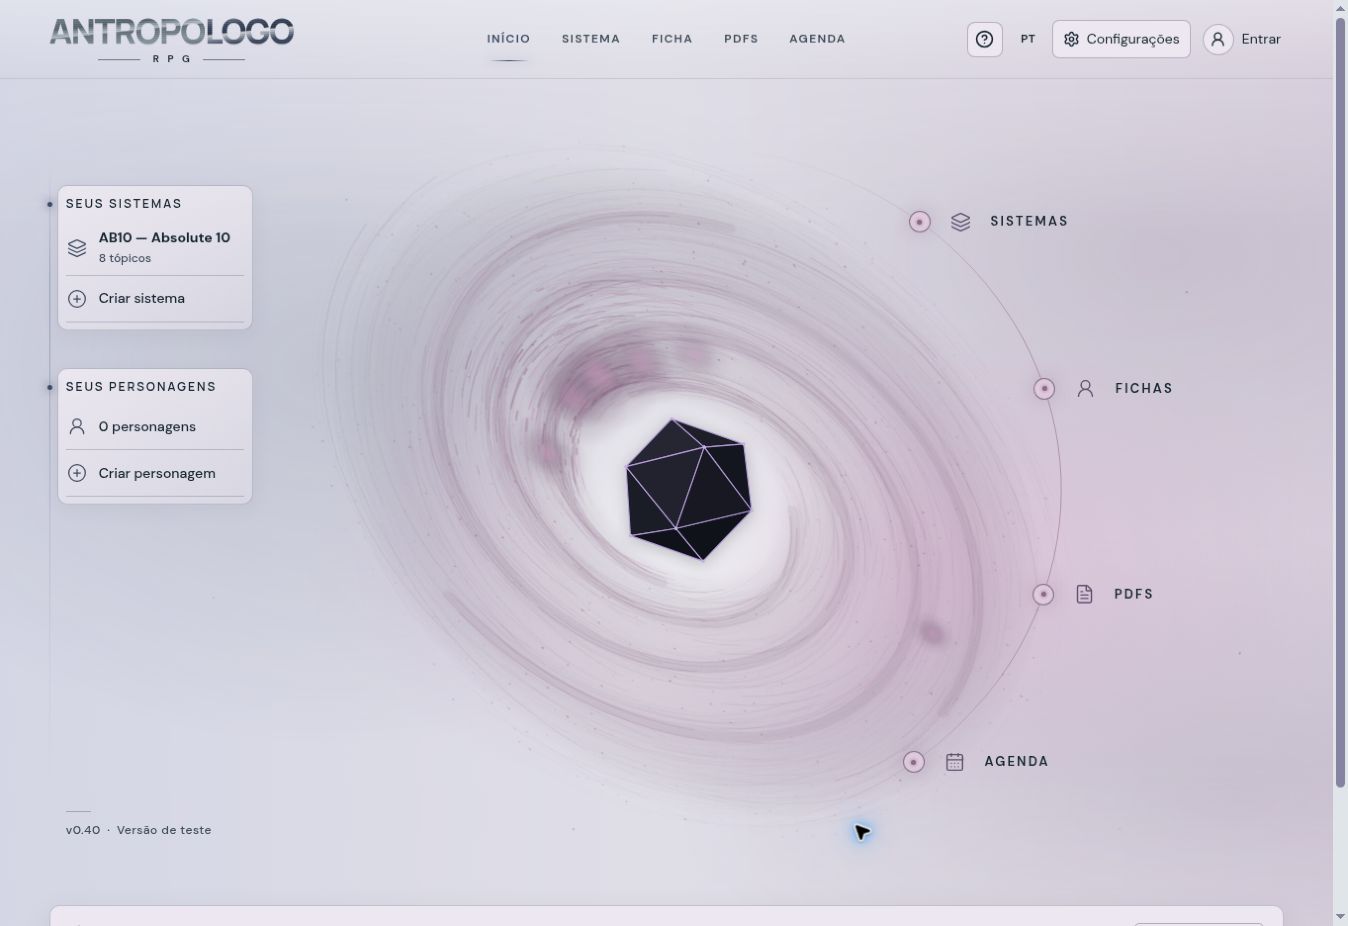 ANTROPOLOGO
RPG
INÍCIO SISTEMA FICHA PDFS AGENDA
PT Configurações Entrar
SEUS SISTEMAS
AB10 — Absolute 10
8 tópicos
Criar sistema
SEUS PERSONAGENS
0 personagens
Criar personagem
SISTEMAS
FICHAS
PDFS
AGENDA
v0.40 · Versão de teste